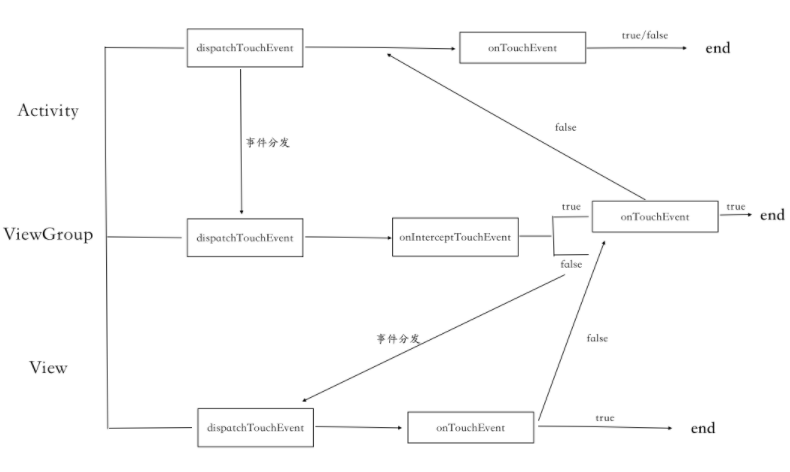 dispatchTouchEvent
onTouchEvent
true/false
end
Activity
事件分发
false
ViewGroup
dispatchTouchEvent
onInterceptTouchEvent
true
false
onTouchEvent
true
end
事件分发
false
View
dispatchTouchEvent
onTouchEvent
true
end